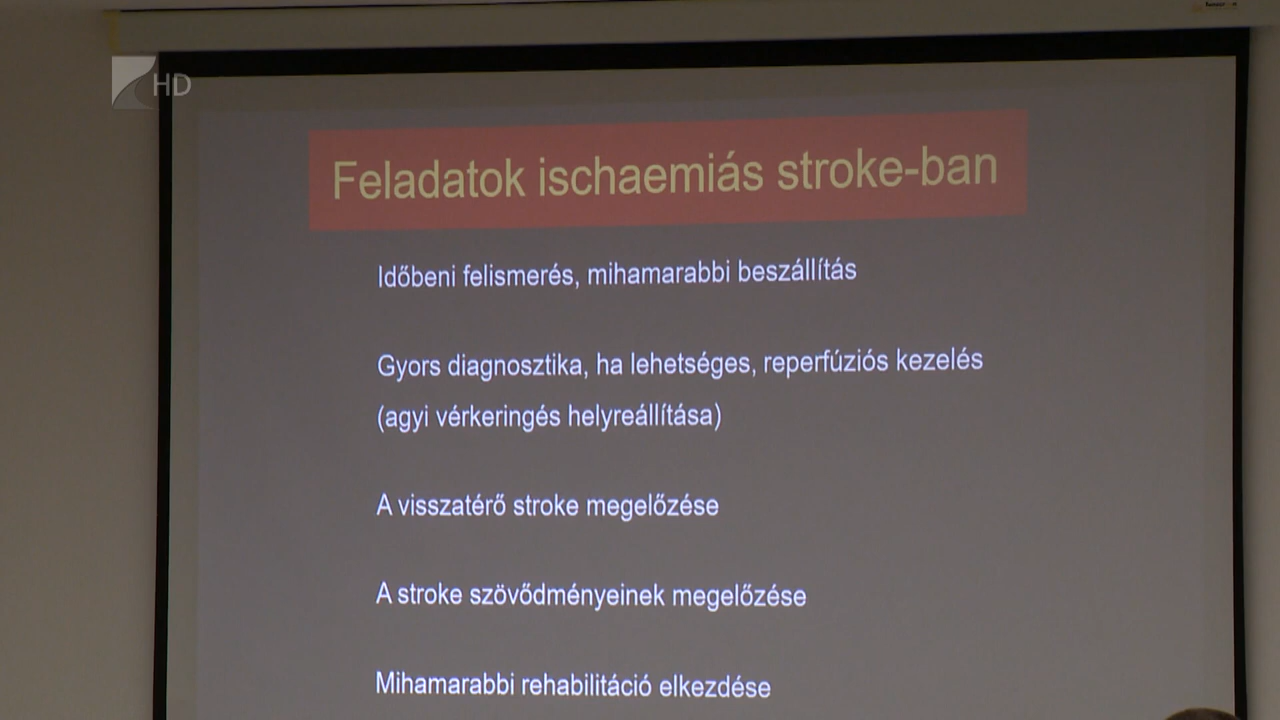 HD
Feladatok ischaemiás stroke-ban
Időbeni felismerés, mihamarabbi beszállítás
Gyors diagnosztika, ha lehetséges, reperfúziós kezelés
(agyi vérkeringés helyreállítása)
A visszatérő stroke megelőzése
A stroke szövődményeinek megelőzése
Mihamarabbi rehabilitáció elkezdése